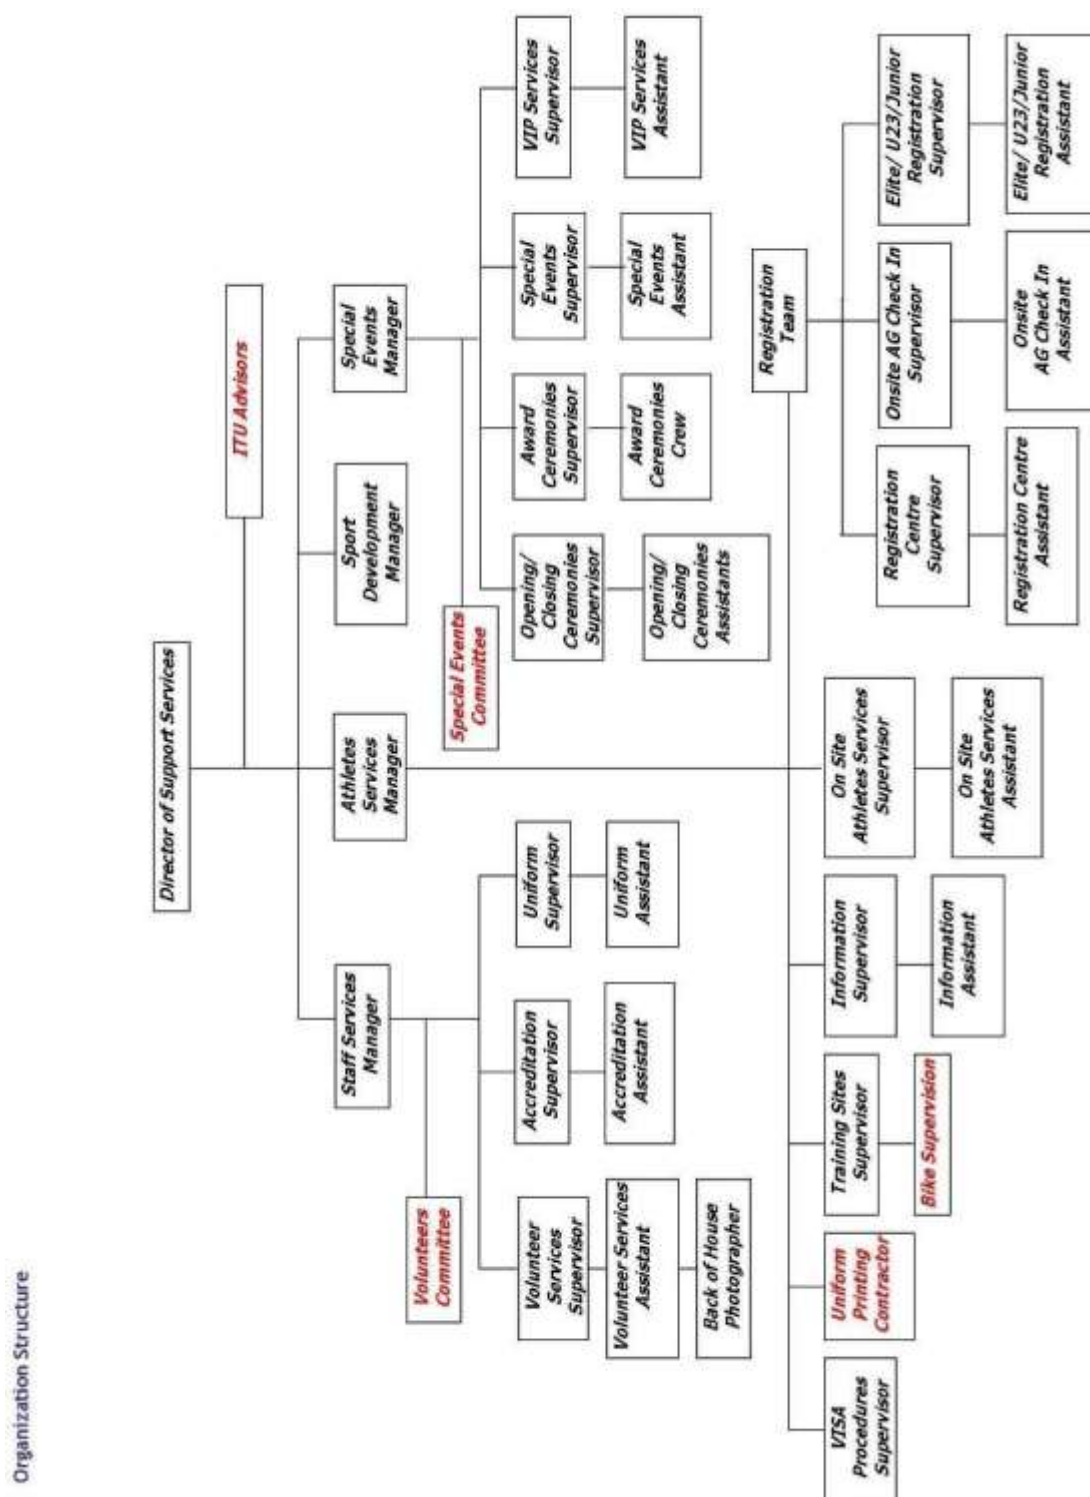 Organization Structure
Director of Support Services
ITU Advisors
Staff Services
Manager
Athletes
Services
Manager
Sport
Development
Manager
Special
Events
Manager
Volunteers
Committee
Special Events
Committee
Volunteer
Services
Supervisor
Accreditation
Supervisor
Uniform
Supervisor
Opening/
Closing
Ceremonies
Supervisor
Award
Ceremonies
Supervisor
Special
Events
Supervisor
VIP Services
Supervisor
Volunteer Services
Assistant
Accreditation
Assistant
Uniform
Assistant
Opening/
Closing
Ceremonies
Assistants
Award
Ceremonies
Crew
Special
Events
Assistant
VIP Services
Assistant
Back of House
Photographer
Registration
Team
VISA
Procedures
Supervisor
Uniform
Printing
Contractor
Training Sites
Supervisor
Information
Supervisor
On Site
Athletes Services
Supervisor
Registration
Centre
Supervisor
Onsite AG Check In
Supervisor
Elite/ U23/Junior
Registration
Supervisor
Bike Supervision
Information
Assistant
On Site
Athletes Services
Assistant
Registration Centre
Assistant
Onsite
AG Check In
Assistant
Elite/ U23/Junior
Registration
Assistant